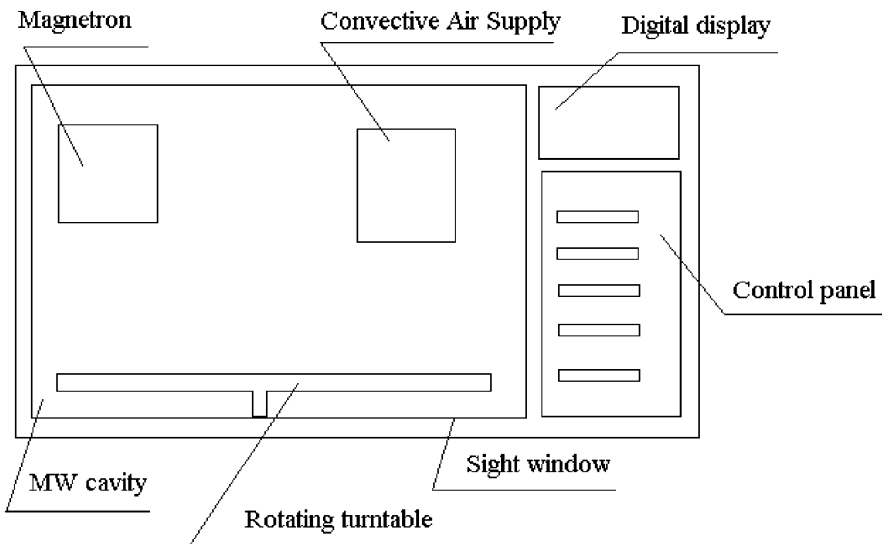 Magnetron
Convective Air Supply
Digital display
Control panel
Sight window
MW cavity
Rotating turntable